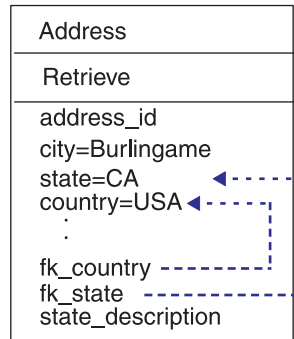 Address
Retrieve
address_id
city=Burlingame
state=CA
country=USA
.
.
fk_country
fk_state
state_description